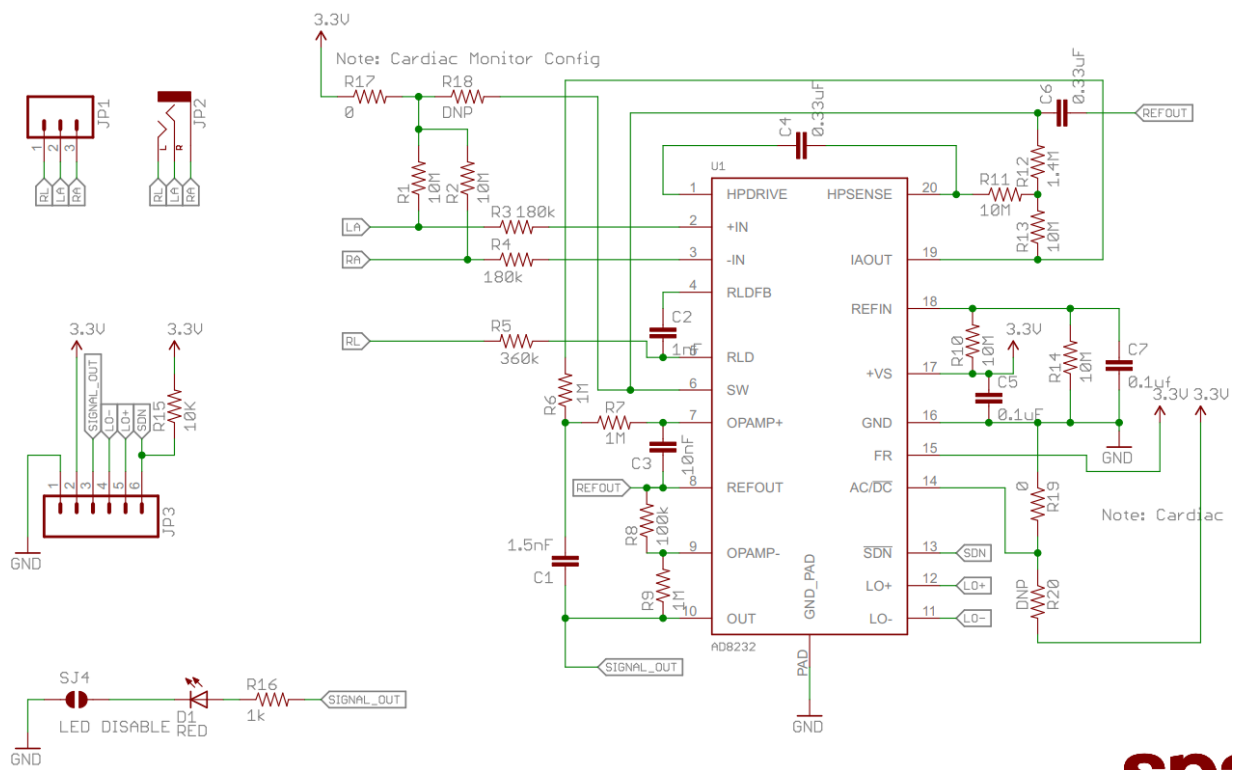 3.3V
Note: Cardiac Monitor Config
R17
0
R18
DNP
C4
0.33uF
C6
0.33uF
REFOUT
JP1
1
2
3
RL
LA
RA
JP2
L
R
RL
LA
RA
R1
10M
R2
10M
R12
1.4M
R11
10M
R13
10M
U1
1
HPDRIVE
HPSENSE
20
LA
R3 180k
2
+IN
RA
R4
180k
3
-IN
IAOUT
19
4
RLDFB
REFIN
18
C2
1nF
RL
R5
360k
5
RLD
+VS
17
R10
10M
3.3V
R14
10M
C7
0.1uf
C5
0.1uF
6
SW
GND
16
GND
3.3V
3.3V
R6
1M
R7
1M
7
OPAMP+
FR
15
C3
10nF
REFOUT
8
REFOUT
AC/DC
14
R19
0
Note: Cardiac
R8
100k
9
OPAMP-
SDN
13
SDN
1.5nF
C1
R9
1M
GND_PAD
LO+
12
LO+
DNP
R20
10
OUT
LO-
11
LO-
AD8232
PAD
SIGNAL_OUT
GND
3.3V
3.3V
SIGNAL_OUT
LO-
LO+
SDN
R15
10K
1
2
3
4
5
6
JP3
GND
SJ4
LED DISABLE
D1
RED
R16
1k
SIGNAL_OUT
GND